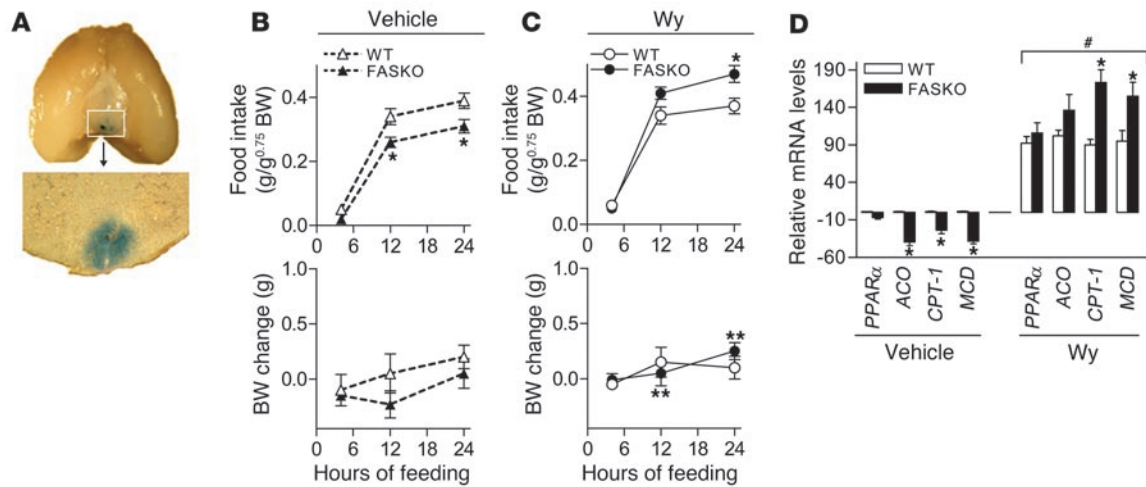 A
B
Vehicle
WT
FASKO
Food intake
(g/g0.75 BW)
0.4
0.2
0.0
*
*
0 6 12 18 24
BW change (g)
1.0
0.5
0.0
0 6 12 18 24
Hours of feeding
C
Wy
WT
FASKO
*
Food intake
(g/g0.75 BW)
0.4
0.2
0.0
0 6 12 18 24
BW change (g)
1.0
0.5
0.0
**
**
0 6 12 18 24
Hours of feeding
D
WT
FASKO
#
Relative mRNA levels
190
140
90
40
-10
-60
* * *
* *
PPARα ACO CPT-1 MCD PPARα ACO CPT-1 MCD
Vehicle Wy